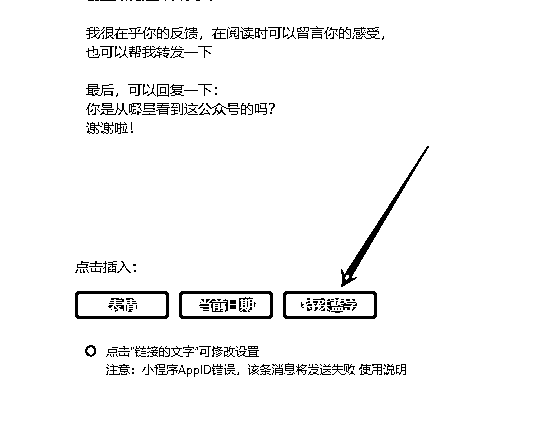 我很在乎你的反馈，在阅读时可以留言你的感受，
也可以帮我转发一下
最后，可以回复一下：
你是从哪里看到这公众号的吗？
谢谢啦！
点击插入：
表情 当前日期 特殊蓝字
点击“链接的文字”可修改设置
注意：小程序AppID错误，该条消息将发送失败 使用说明